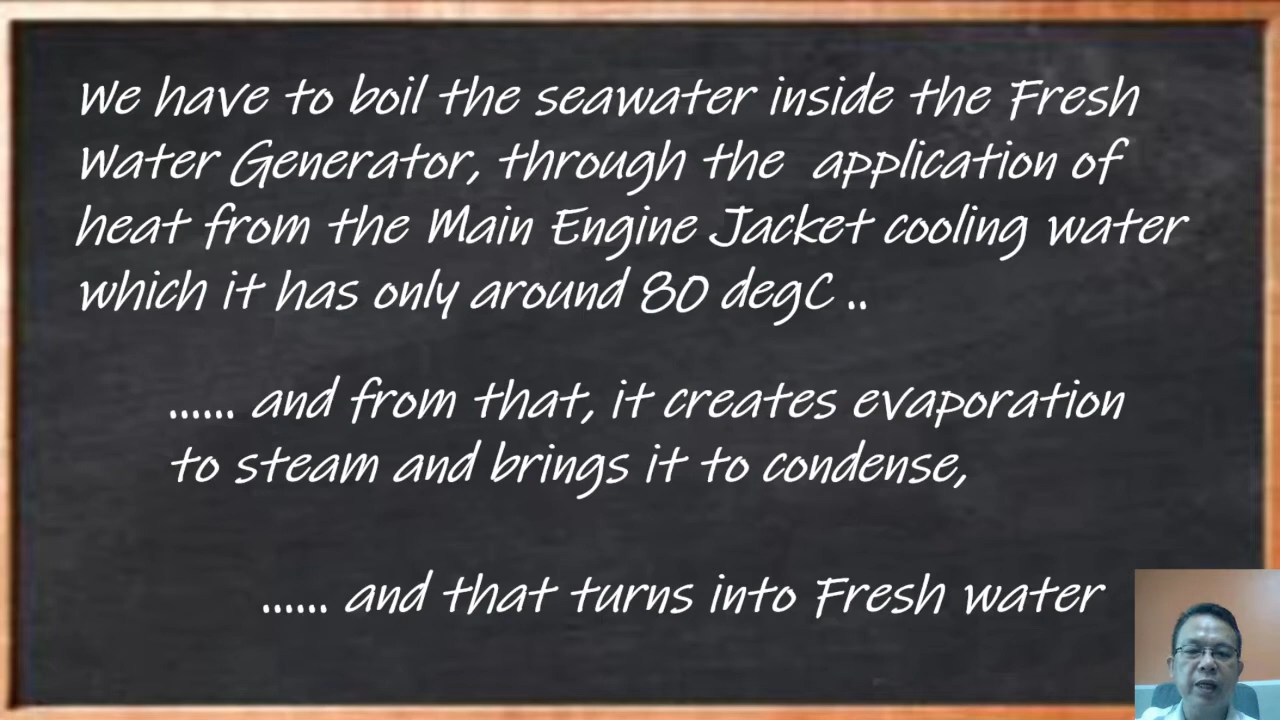 We have to boil the seawater inside the Fresh
Water Generator, through the application of
heat from the Main Engine Jacket cooling water
which it has only around 80 degC ..
...... and from that, it creates evaporation
to steam and brings it to condense,
...... and that turns into Fresh water